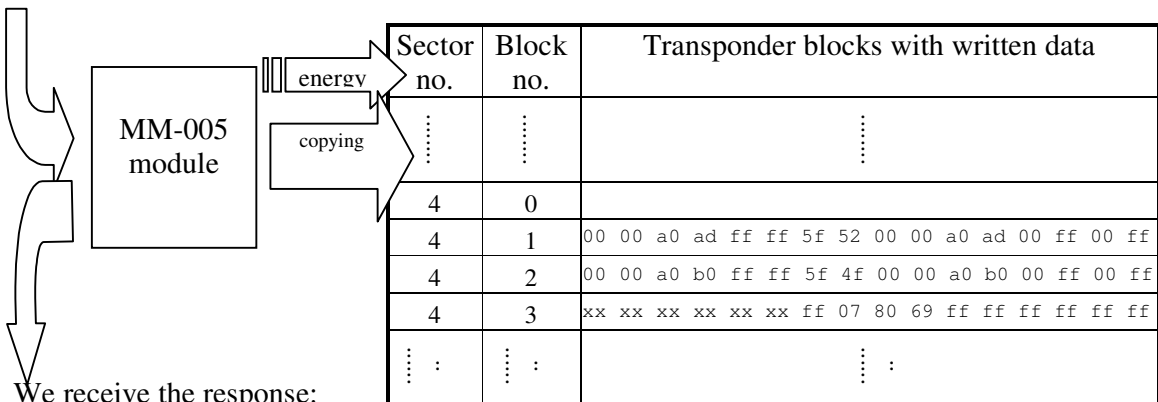 Sector Block Transponder blocks with written data
no. no.
energy
MM-005
module
copying
4 0
4 1 00 00 a0 ad ff ff 5f 52 00 00 a0 ad 00 ff 00 ff
4 2 00 00 a0 b0 ff ff 5f 4f 00 00 a0 b0 00 ff 00 ff
4 3 xx xx xx xx xx xx ff 07 80 69 ff ff ff ff ff ff
We receive the response: